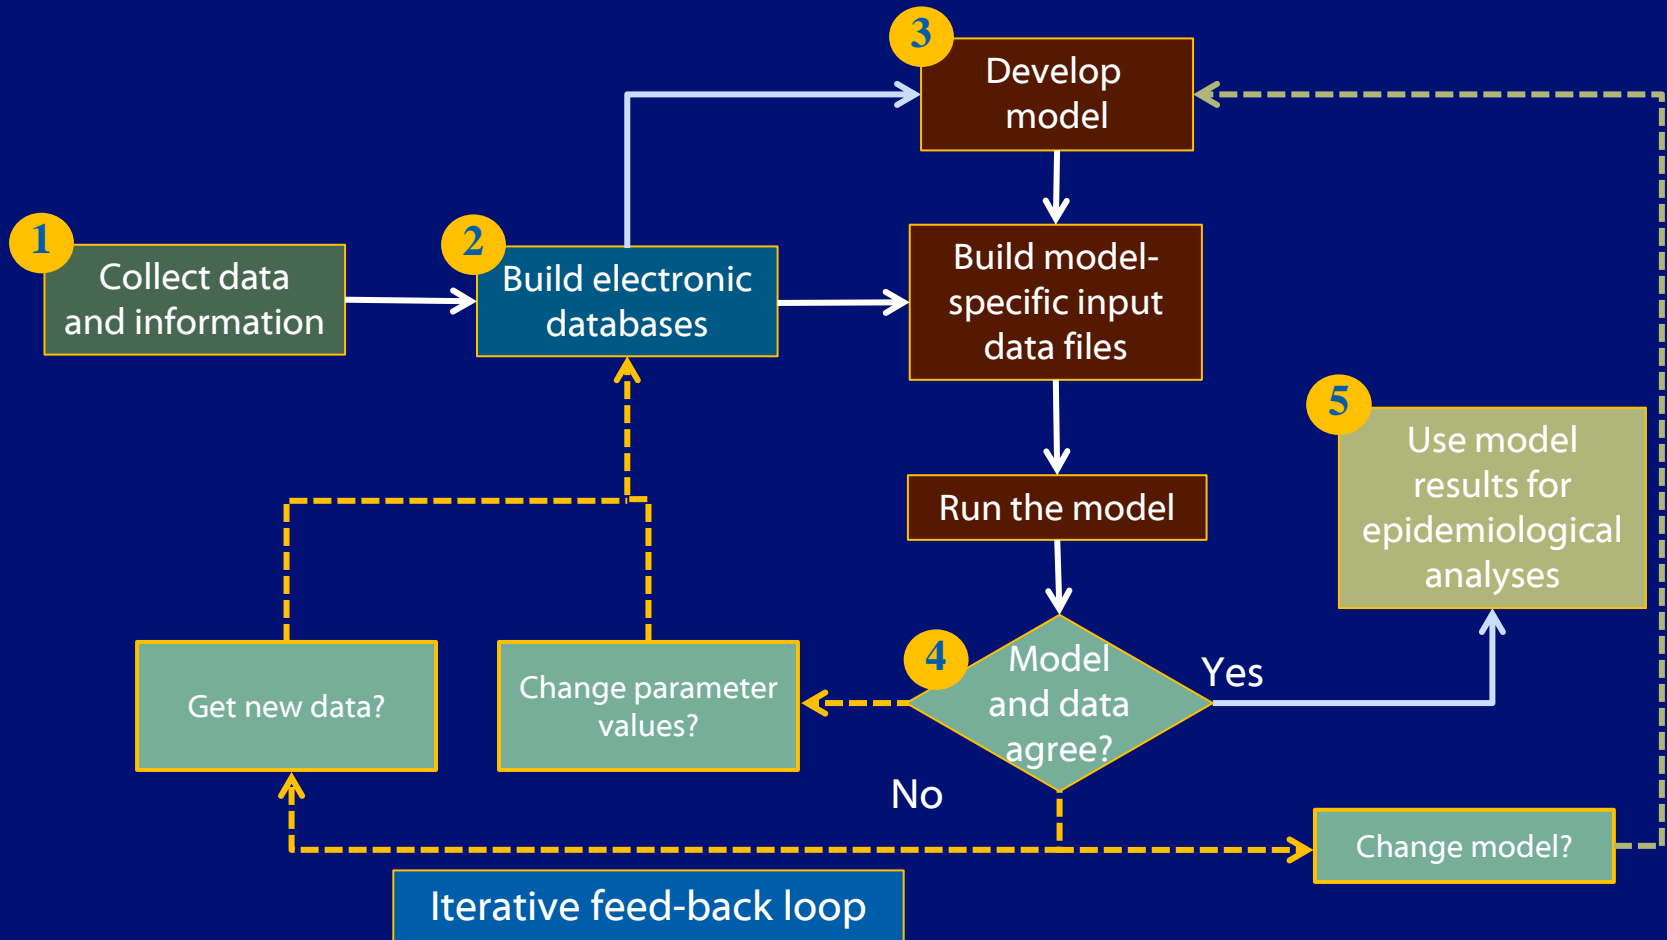 3
Develop
model
1
Collect data
and information
2
Build electronic
databases
Build model-
specific input
data files
5
Use model
results for
epidemiological
analyses
Run the model
4
Model
and data
agree?
Yes
No
Get new data?
Change parameter
values?
Change model?
Iterative feed-back loop